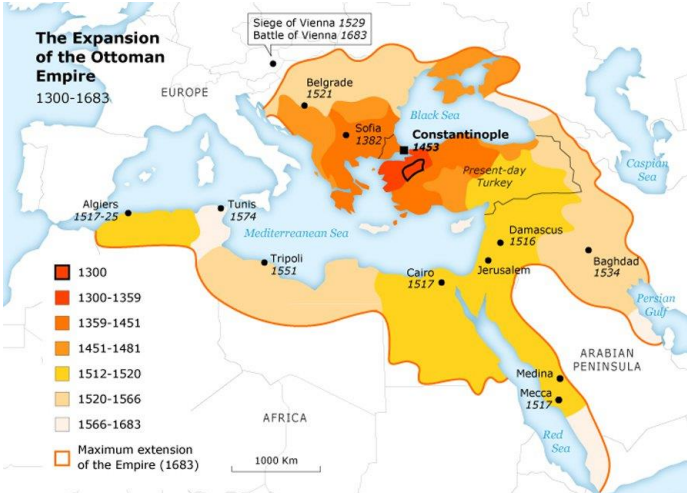 The Expansion
of the Ottoman
Empire
1300-1683
Siege of Vienna 1529
Battle of Vienna 1683
EUROPE
Belgrade
1521
Black Sea
Sofia
1382
Constantinople
1453
Caspian
Sea
Present-day
Turkey
Algiers
1517-25
Tunis
1574
Mediterranean Sea
Damascus
1516
Tripoli
1551
Cairo
1517
Jerusalem
Baghdad
1534
Persian
Gulf
1300
1300-1359
1359-1451
1451-1481
1512-1520
1520-1566
1566-1683
Maximum extension
of the Empire (1683)
ARABIAN
PENINSULA
Medina
Mecca
1517
AFRICA
Red
Sea
1000 Km